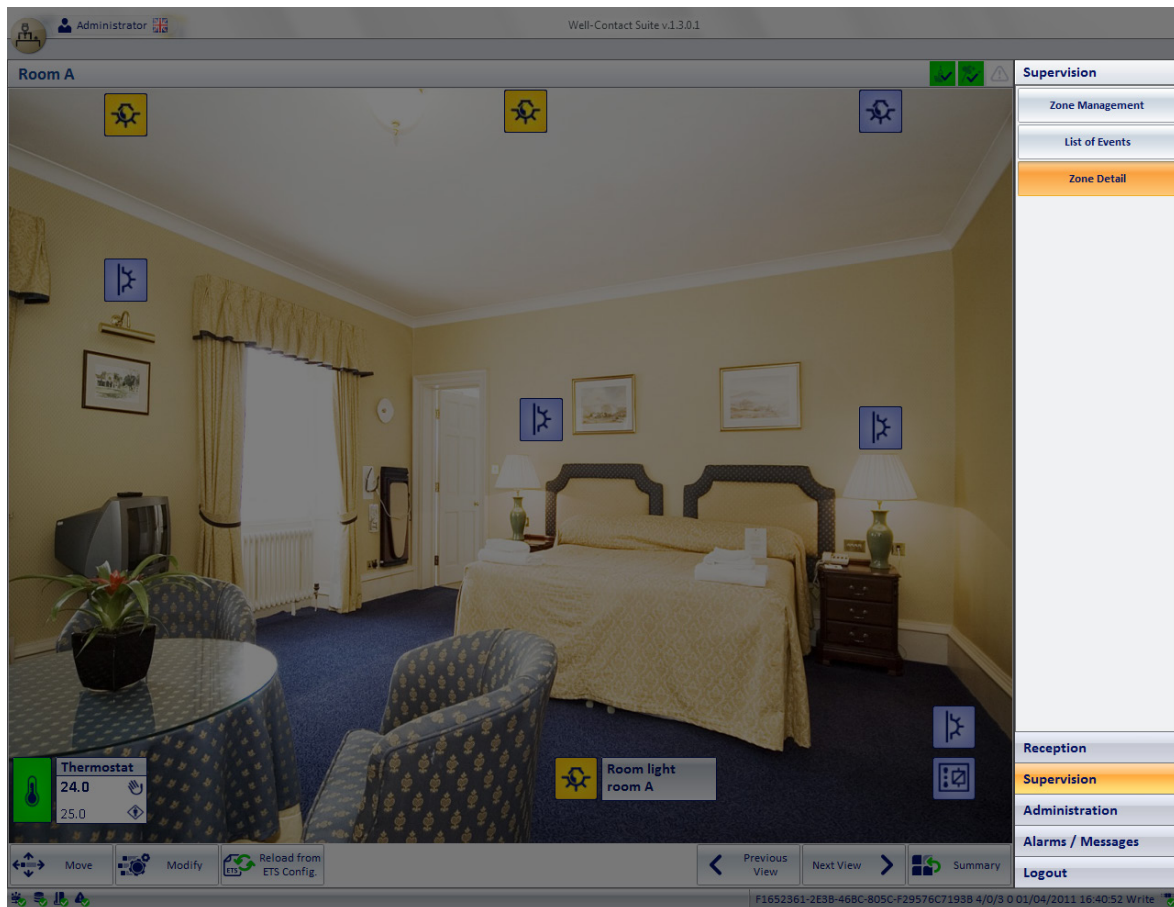 Administrator
Well-Contact Suite v.1.3.0.1
Room A
Supervision
Zone Management
List of Events
Zone Detail
Thermostat
24.0
25.0
Room light
room A
Reception
Supervision
Administration
Alarms / Messages
Logout
Move
Modify
Reload from
ETS Config.
ETS
Previous
View
Next View
Summary
F1652361-2E3B-46BC-805C-F29576C7193B 4/0/3 0 01/04/2011 16:40:52 Write